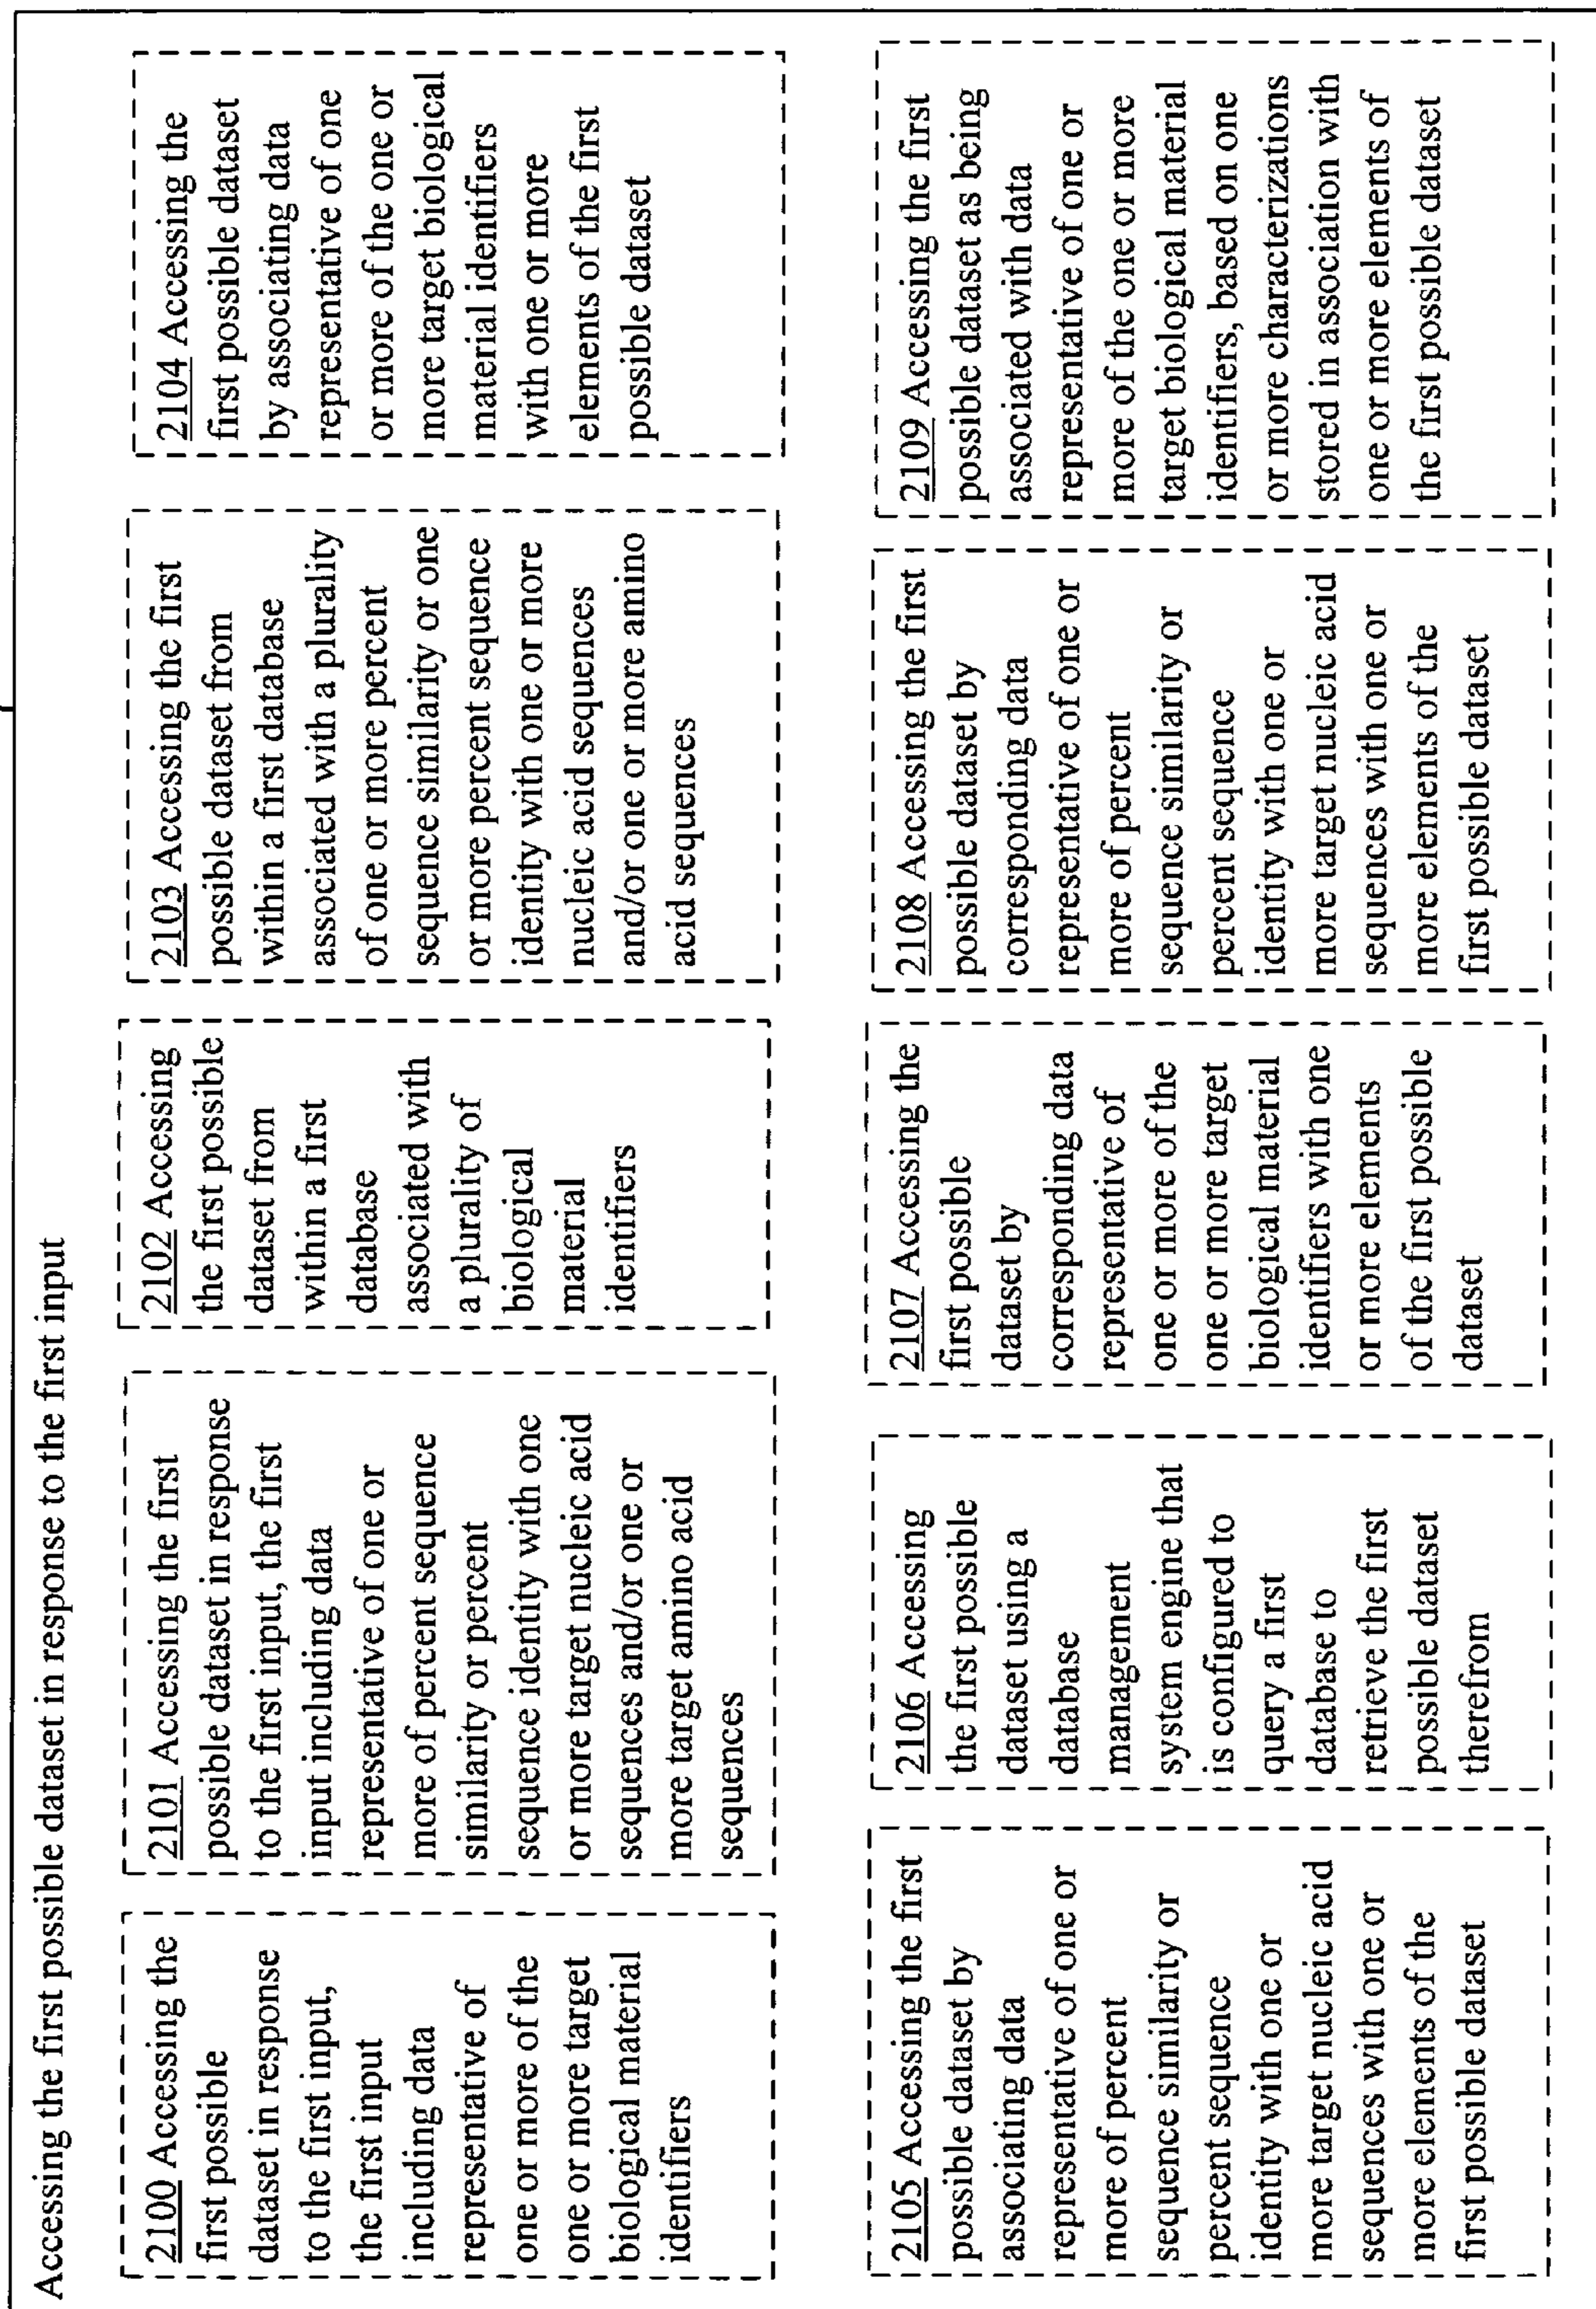 Accessing the first possible dataset in response to the first input
2100 Accessing the
first possible
dataset in response
to the first input,
the first input
including data
representative of
one or more of the
one or more target
biological material
identifiers
2101 Accessing the first
possible dataset in response
to the first input, the first
input including data
representative of one or
more of percent sequence
similarity or percent
sequence identity with one
or more target nucleic acid
sequences and/or one or
more target amino acid
sequences
2102 Accessing
the first possible
dataset from
within a first
database
associated with
a plurality of
biological
material
identifiers
2103 Accessing the first
possible dataset from
within a first database
associated with a plurality
of one or more percent
sequence similarity or one
or more percent sequence
identity with one or more
nucleic acid sequences
and/or one or more amino
acid sequences
2104 Accessing the
first possible dataset
by associating data
representative of one
or more of the one or
more target biological
material identifiers
with one or more
elements of the first
possible dataset
2105 Accessing the first
possible dataset by
associating data
representative of one or
more of percent
sequence similarity or
percent sequence
identity with one or
more target nucleic acid
sequences with one or
more elements of the
first possible dataset
2106 Accessing
the first possible
dataset using a
database
management
system engine that
is configured to
query a first
database to
retrieve the first
possible dataset
therefrom
2107 Accessing the
first possible
dataset by
corresponding data
representative of
one or more of the
one or more target
biological material
identifiers with one
or more elements
of the first possible
dataset
2108 Accessing the first
possible dataset by
corresponding data
representative of one or
more of percent
sequence similarity or
percent sequence
identity with one or
more target nucleic acid
sequences with one or
more elements of the
first possible dataset
2109 Accessing the first
possible dataset as being
associated with data
representative of one or
more of the one or more
target biological material
identifiers, based on one
or more characterizations
stored in association with
one or more elements of
the first possible dataset